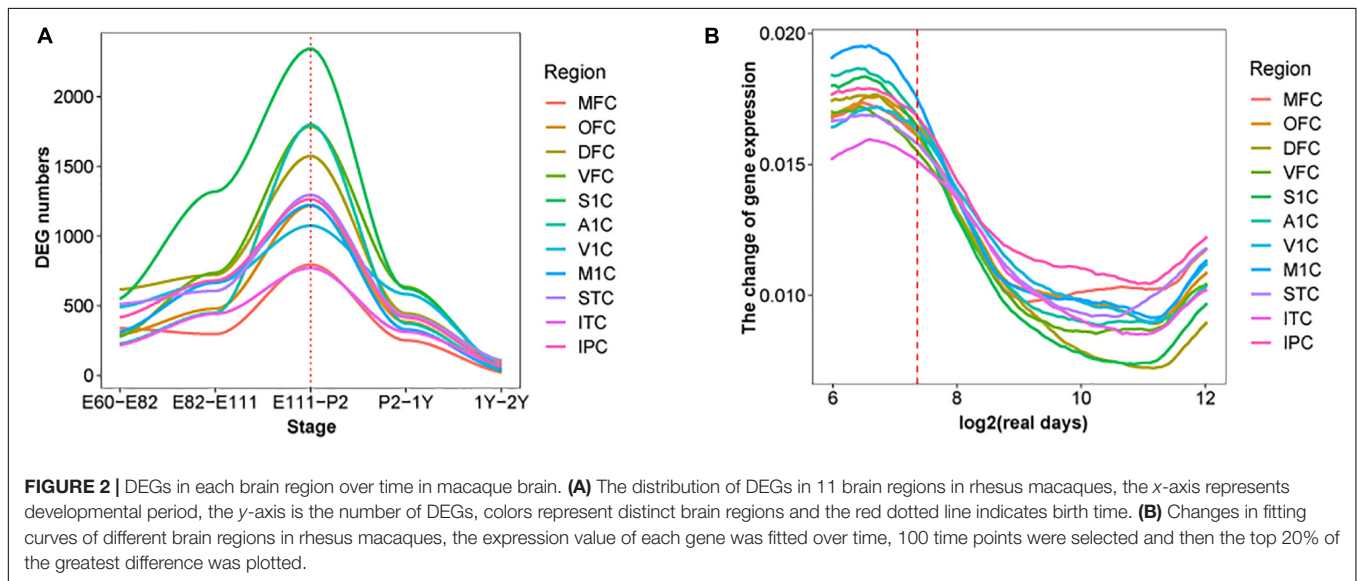 A
DEG numbers
2000
1500
1000
500
0
E60−E82
E82−E111
E111−P2
P2−1Y
1Y−2Y
Stage
Region
MFC
OFC
DFC
VFC
S1C
A1C
V1C
M1C
STC
ITC
IPC
B
The change of gene expression
0.020
0.015
0.010
6
8
10
12
log2(real days)
Region
MFC
OFC
DFC
VFC
S1C
A1C
V1C
M1C
STC
ITC
IPC
FIGURE 2 | DEGs in each brain region over time in macaque brain. (A) The distribution of DEGs in 11 brain regions in rhesus macaques, the x-axis represents
developmental period, the y-axis is the number of DEGs, colors represent distinct brain regions and the red dotted line indicates birth time. (B) Changes in fitting
curves of different brain regions in rhesus macaques, the expression value of each gene was fitted over time, 100 time points were selected and then the top 20% of
the greatest difference was plotted.